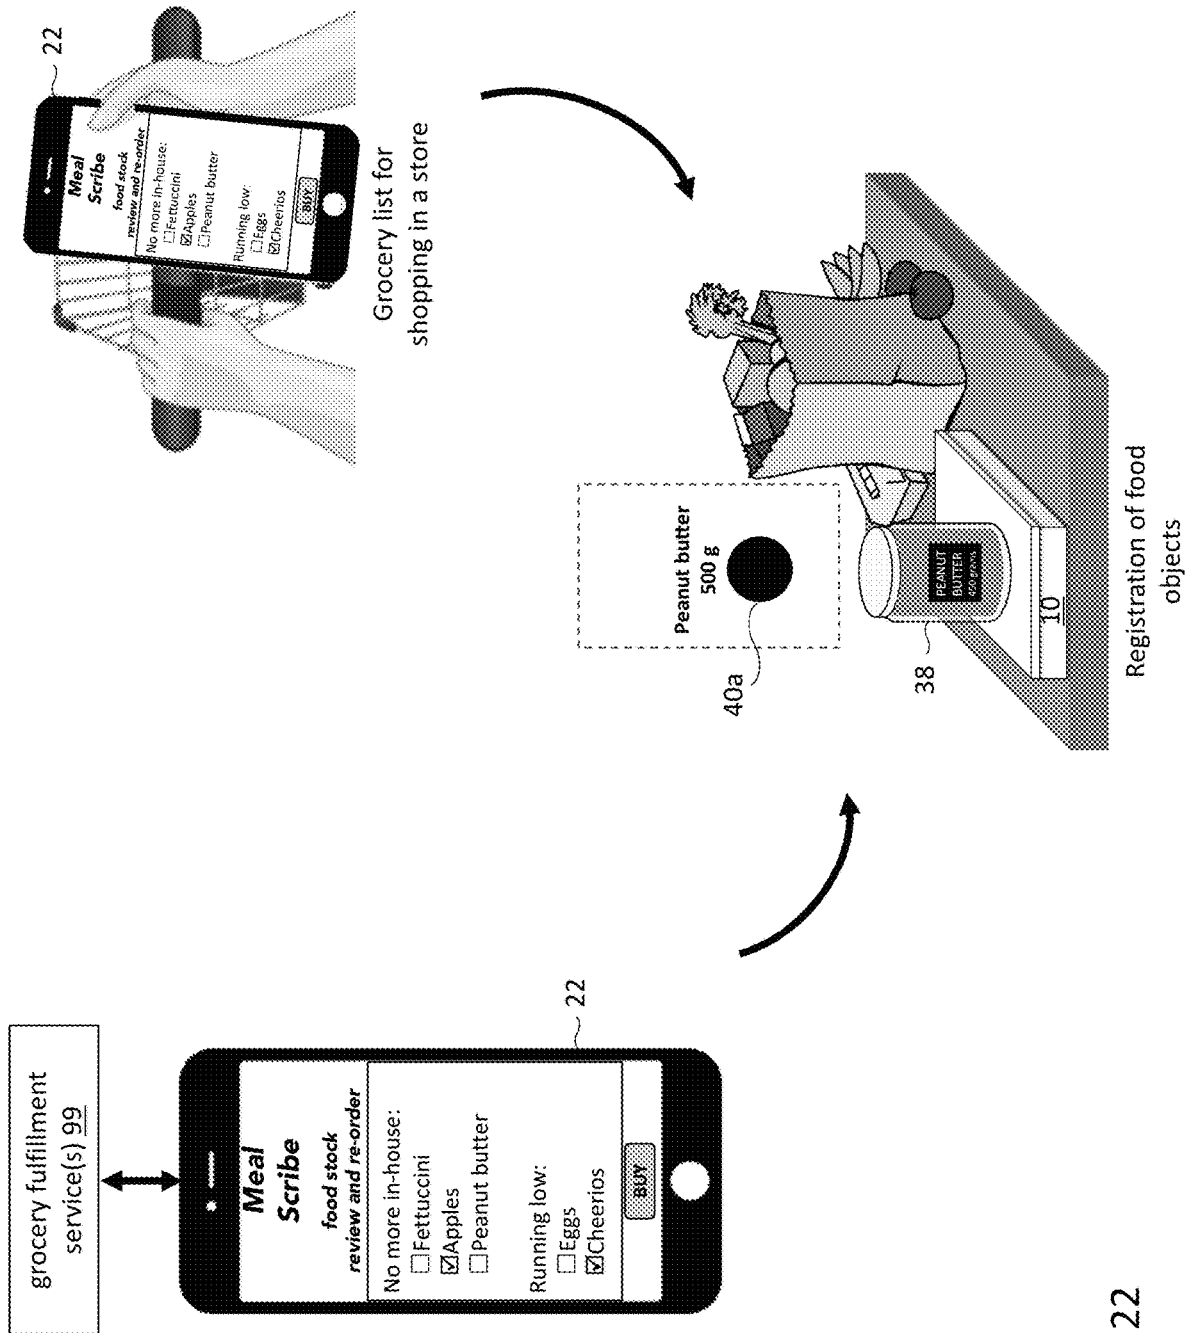 grocery fulfillment
service(s) 99
Meal
Scribe
food stock
review and re-order
No more in-house:
Fettuccini
Apples
Peanut butter
Running low:
Eggs
Cheerios
BUY
22
22
Meal
Scribe
food stock
review and re-order
No more in-house:
Fettuccini
Apples
Peanut butter
Running low:
Eggs
Cheerios
BUY
Grocery list for
shopping in a store
Peanut butter
500 g
40a
38
PEANUT
BUTTER
10
Registration of food
objects
22